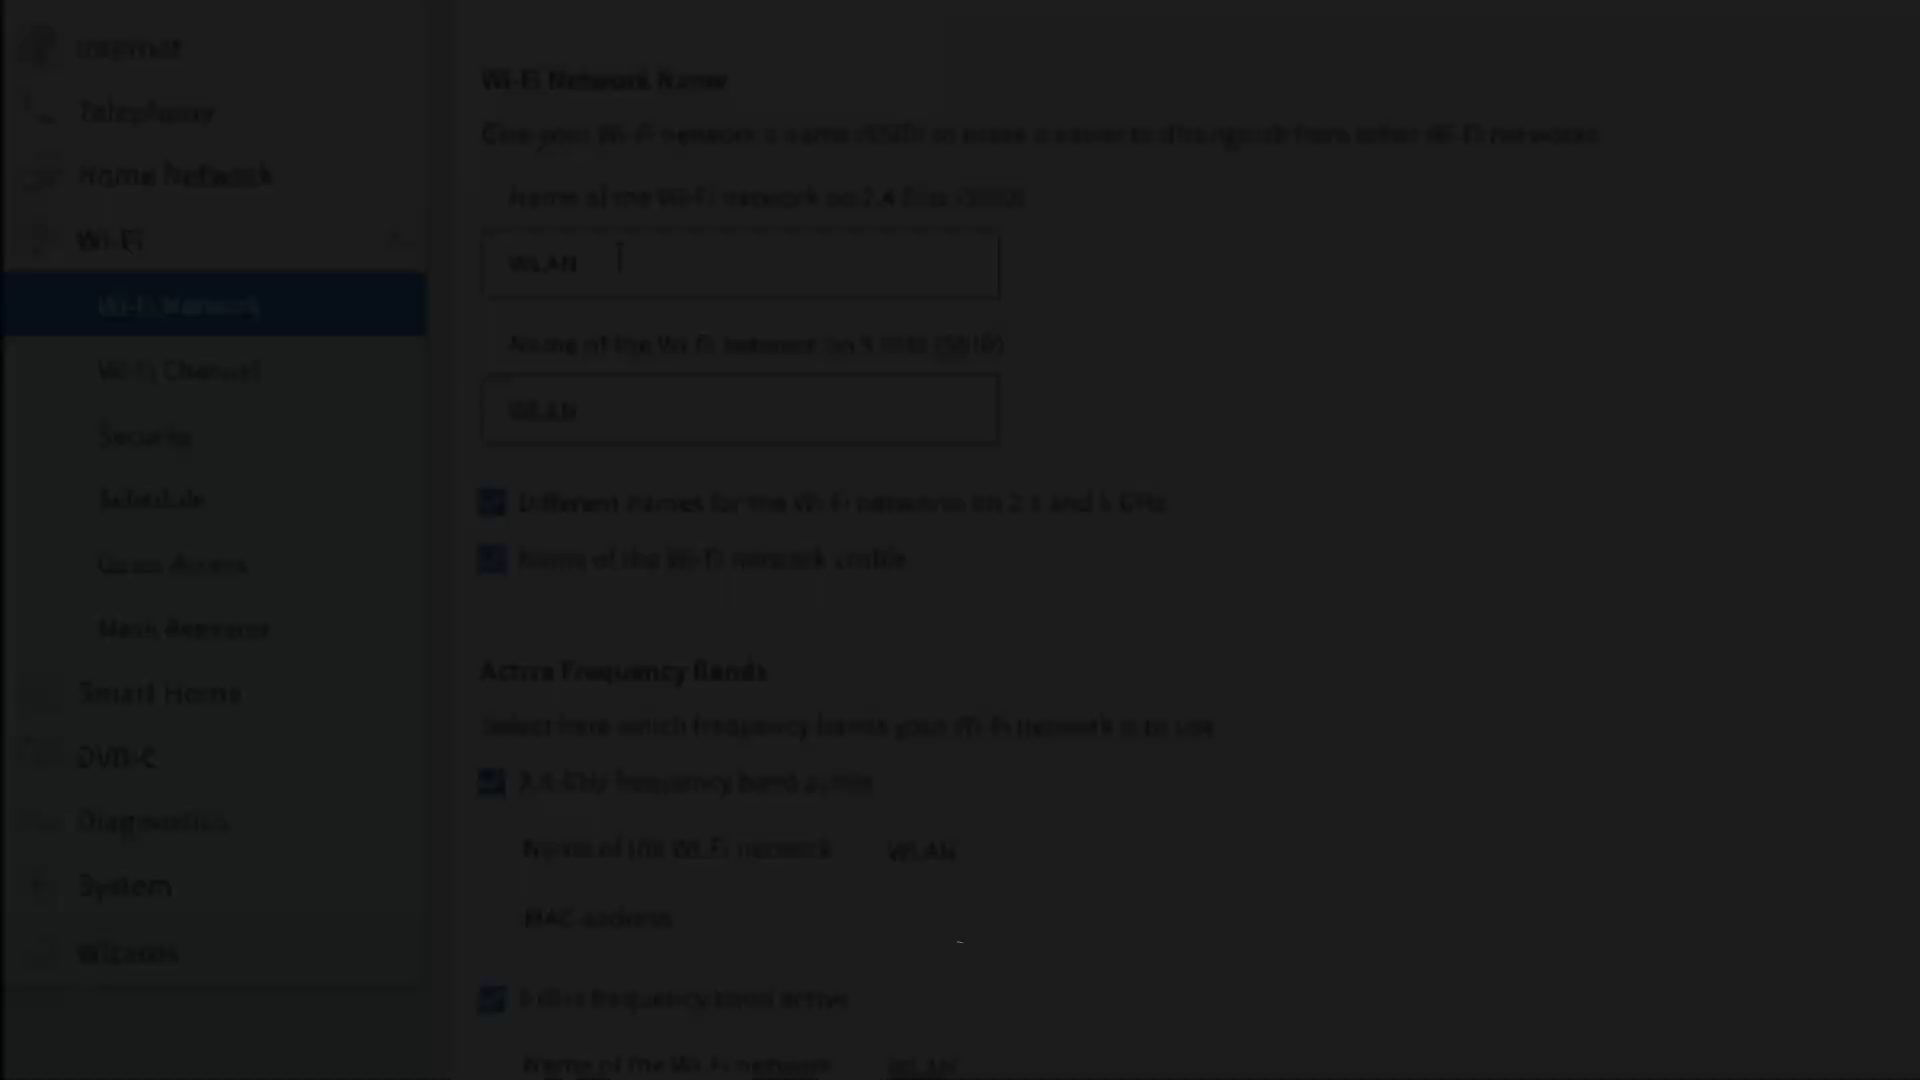 Internet
Telephony
Home Network
Wi-Fi
Wi-Fi Network
Wi-Fi Channel
Security
Schedule
Guest Access
Mesh Repeater
Smart Home
DVB-C
Diagnostics
System
Wizards
Wi-Fi Network Name
Give your Wi-Fi network a name (SSID) to make it easier to distinguish from other Wi-Fi networks
Name of the Wi-Fi network on 2.4 GHz (SSID)
WLAN
Name of the Wi-Fi network on 5 GHz (SSID)
WLAN
Different names for the Wi-Fi networks on 2.4 and 5 GHz
Name of the Wi-Fi network visible
Active Frequency Bands
Select here which frequency bands your Wi-Fi network is to use
2.4-GHz frequency band active
Name of the Wi-Fi network WLAN
MAC address
5-GHz frequency band active
Name of the Wi-Fi network WLAN